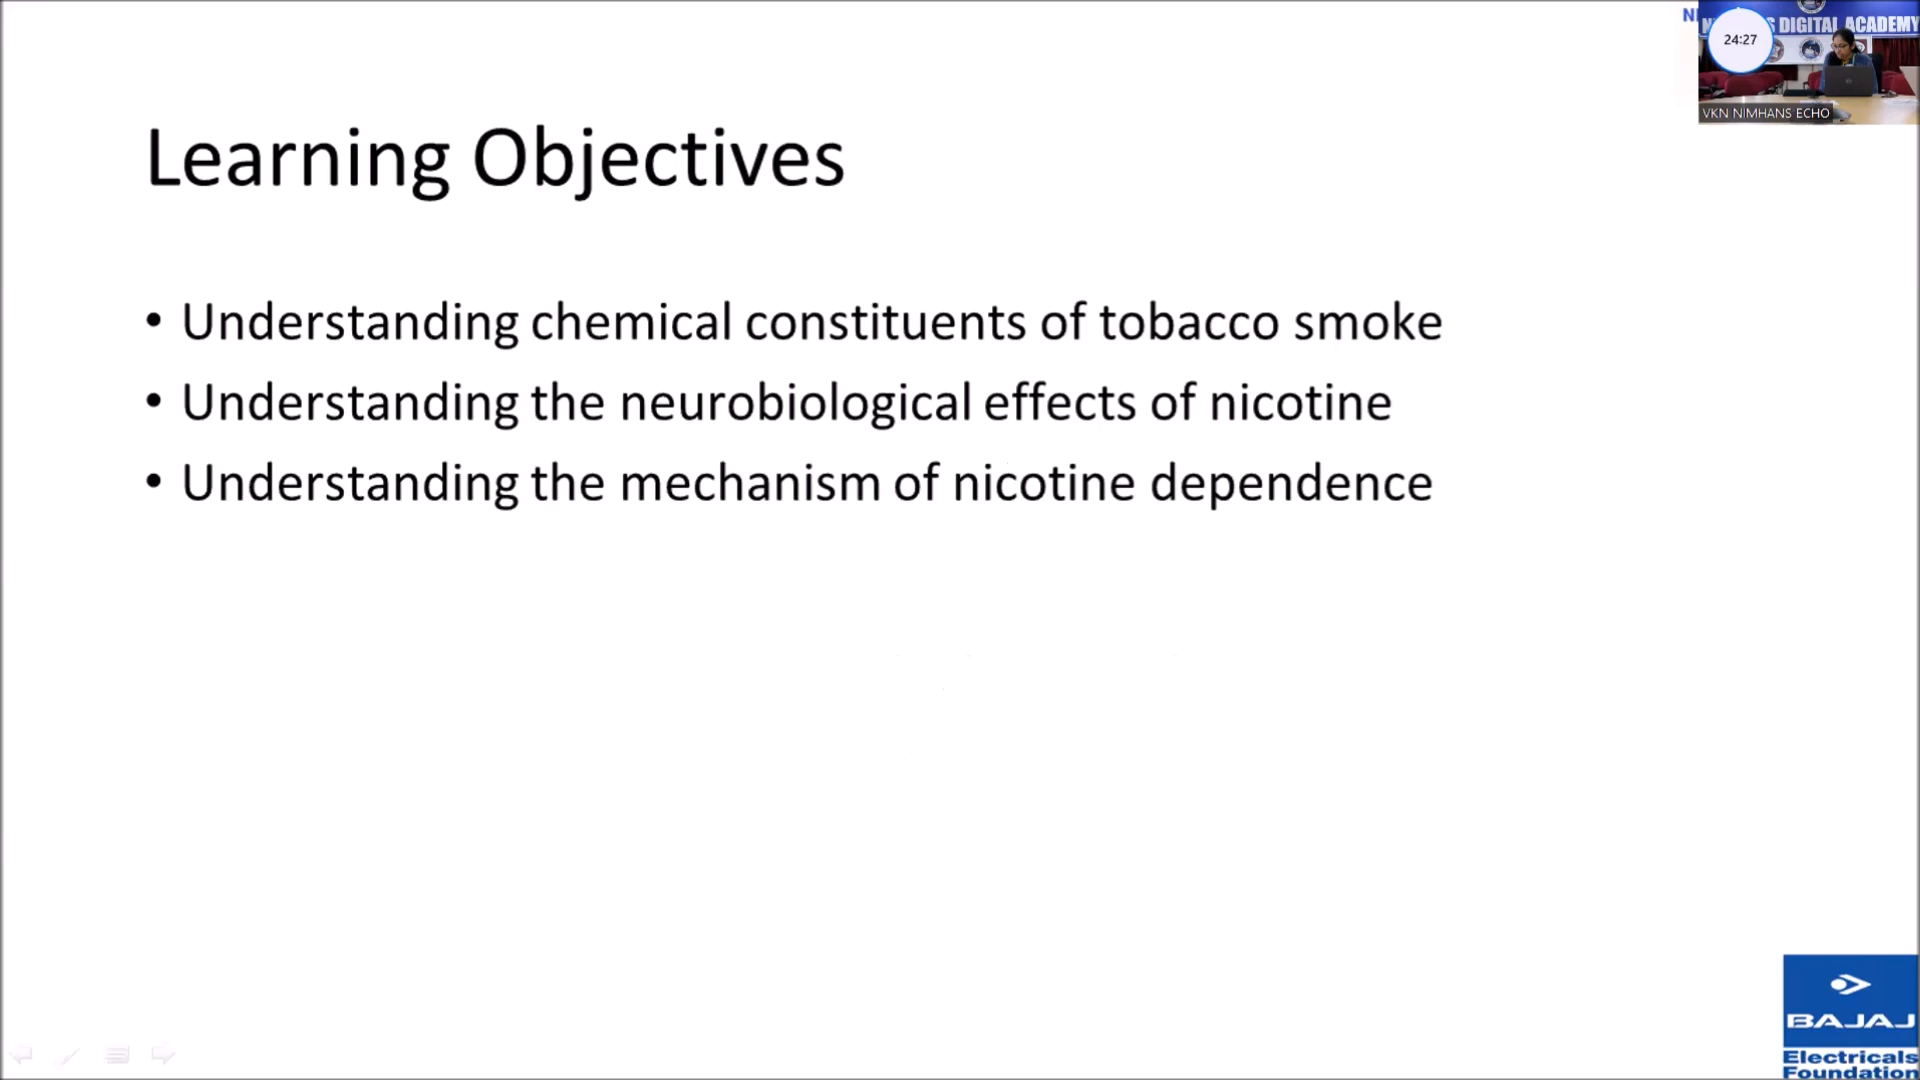 Learning Objectives
• Understanding chemical constituents of tobacco smoke
• Understanding the neurobiological effects of nicotine
• Understanding the mechanism of nicotine dependence
24:27
DIGITAL ACADEMY
VKN NIMHANS ECHO
BAJAJ
Electricals
Foundation